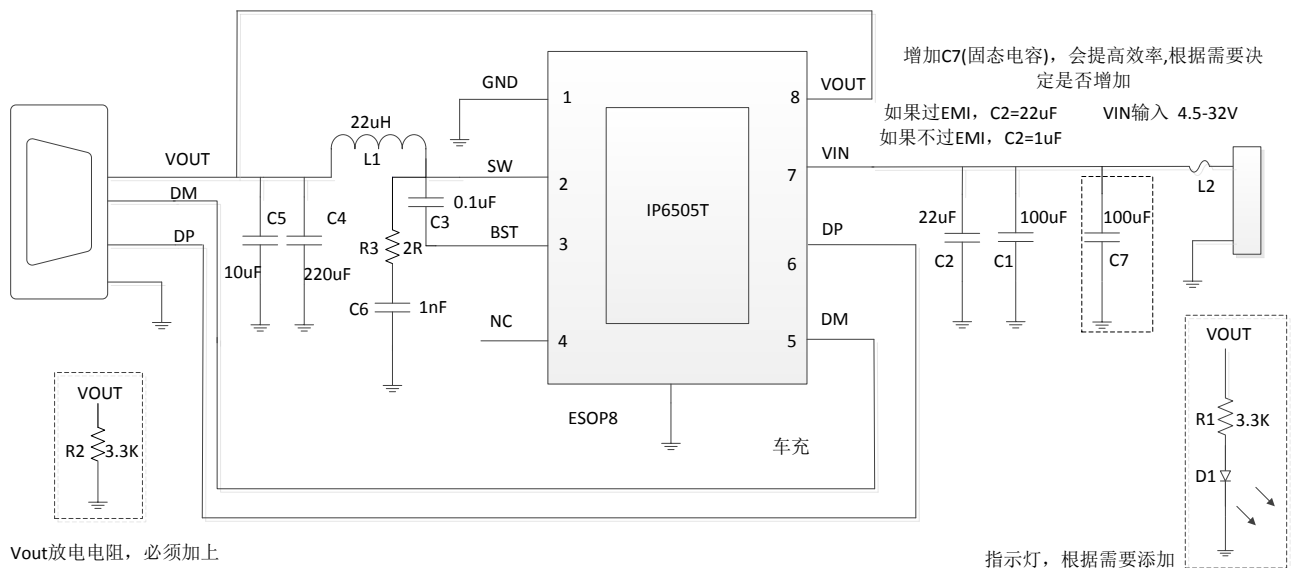 增加C7(固态电容)，会提高效率,根据需要决
定是否增加
如果过EMI，C2=22uF
如果不过EMI，C2=1uF
VIN输入 4.5-32V
GND
1
8
VOUT
22uH
L1
VOUT
SW
2
7
VIN
L2
DM
C3
0.1uF
IP6505T
DP
C5
C4
R3
2R
BST
3
6
DP
22uF
C2
100uF
C1
100uF
C7
10uF
220uF
C6
1nF
NC
4
5
DM
VOUT
R2
3.3K
ESOP8
车充
VOUT
R1
3.3K
D1
Vout放电电阻，必须加上
指示灯，根据需要添加